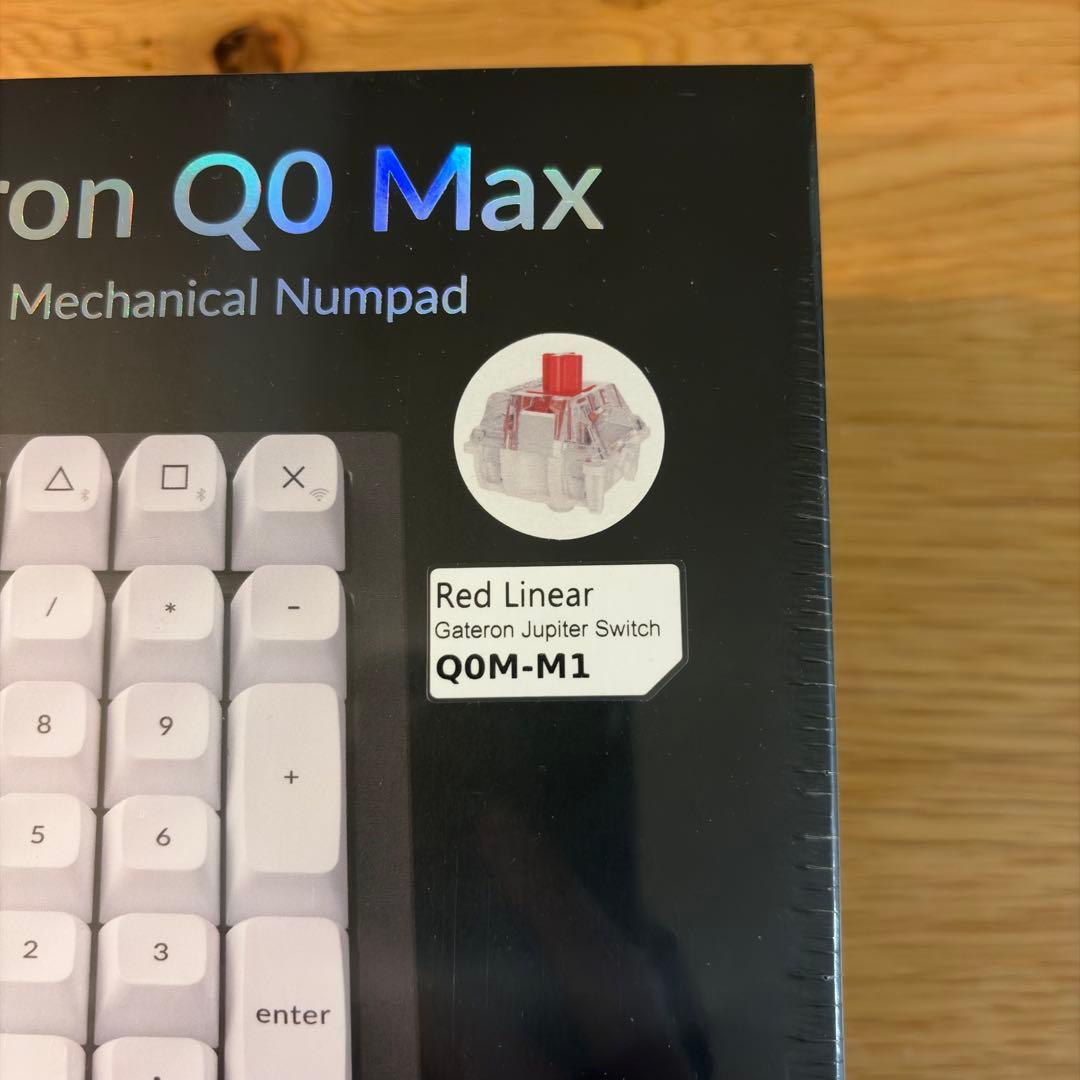 ron Q0 Max
Mechanical Numpad
Red Linear
Gateron Jupiter Switch
Q0M-M1
/ * -
8 9
+
5 6
2 3
enter
.